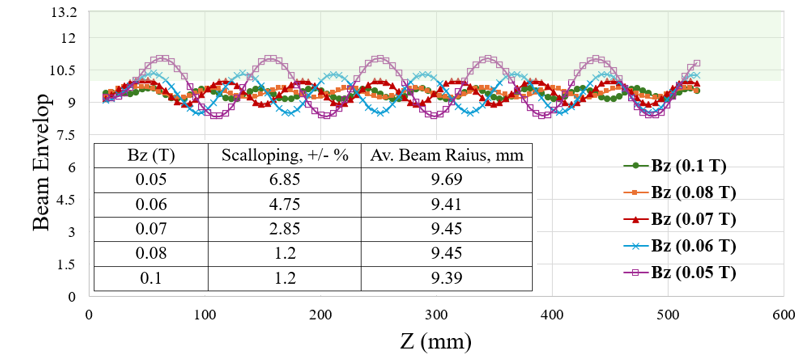 13.2
12
10.5
9
7.5
6
4.5
3
1.5
0
Beam Envelop
Bz (T) Scalloping, +/- % Av. Beam Raius, mm
0.05 6.85 9.69
0.06 4.75 9.41
0.07 2.85 9.45
0.08 1.2 9.45
0.1 1.2 9.39
Bz (0.1 T)
Bz (0.08 T)
Bz (0.07 T)
Bz (0.06 T)
Bz (0.05 T)
0 100 200 300 400 500 600
Z (mm)